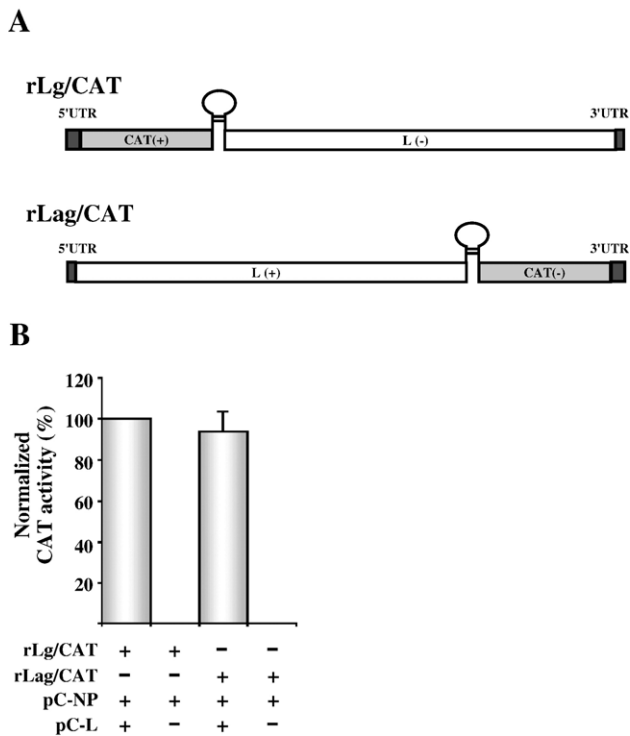 A
rLg/CAT
5'UTR 3'UTR
CAT(+) L (-)
rLag/CAT
5'UTR 3'UTR
L (+) CAT(-)
B
Normalized
CAT activity (%)
120
100
80
60
40
20
rLg/CAT + + - -
rLag/CAT - - + +
pC-NP + + + +
pC-L + - + -